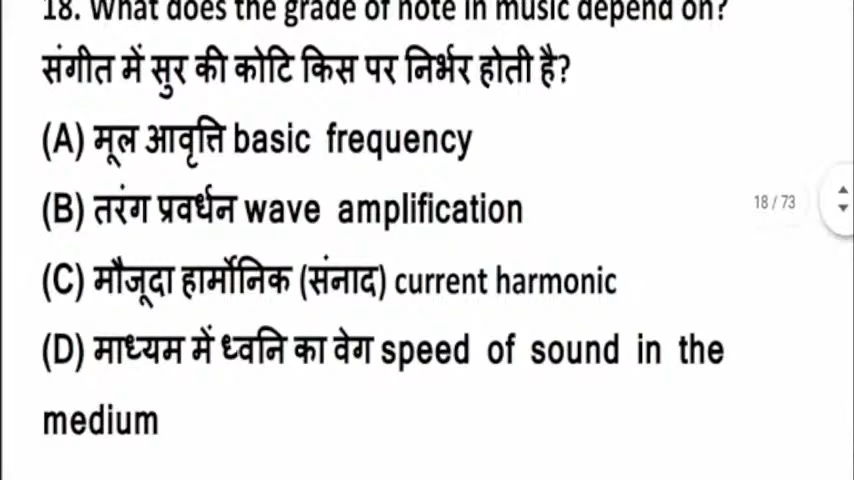 18. What does the grade of note in music depend on?
संगीत में सुर की कोटि किस पर निर्भर होती है?
(A) मूल आवृत्ति basic frequency
(B) तरंग प्रवर्धन wave amplification
18 / 73
(C) मौजूदा हार्मोनिक (संनाद) current harmonic
(D) माध्यम में ध्वनि का वेग speed of sound in the
medium